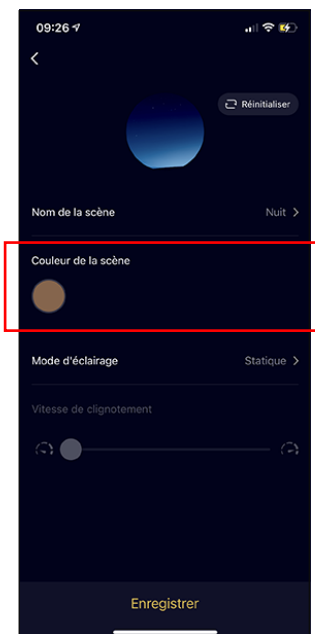 09:26
Réinitialiser
Nom de la scène Nuit >
Couleur de la scène
Mode d'éclairage Statique >
Vitesse de clignotement
Enregistrer